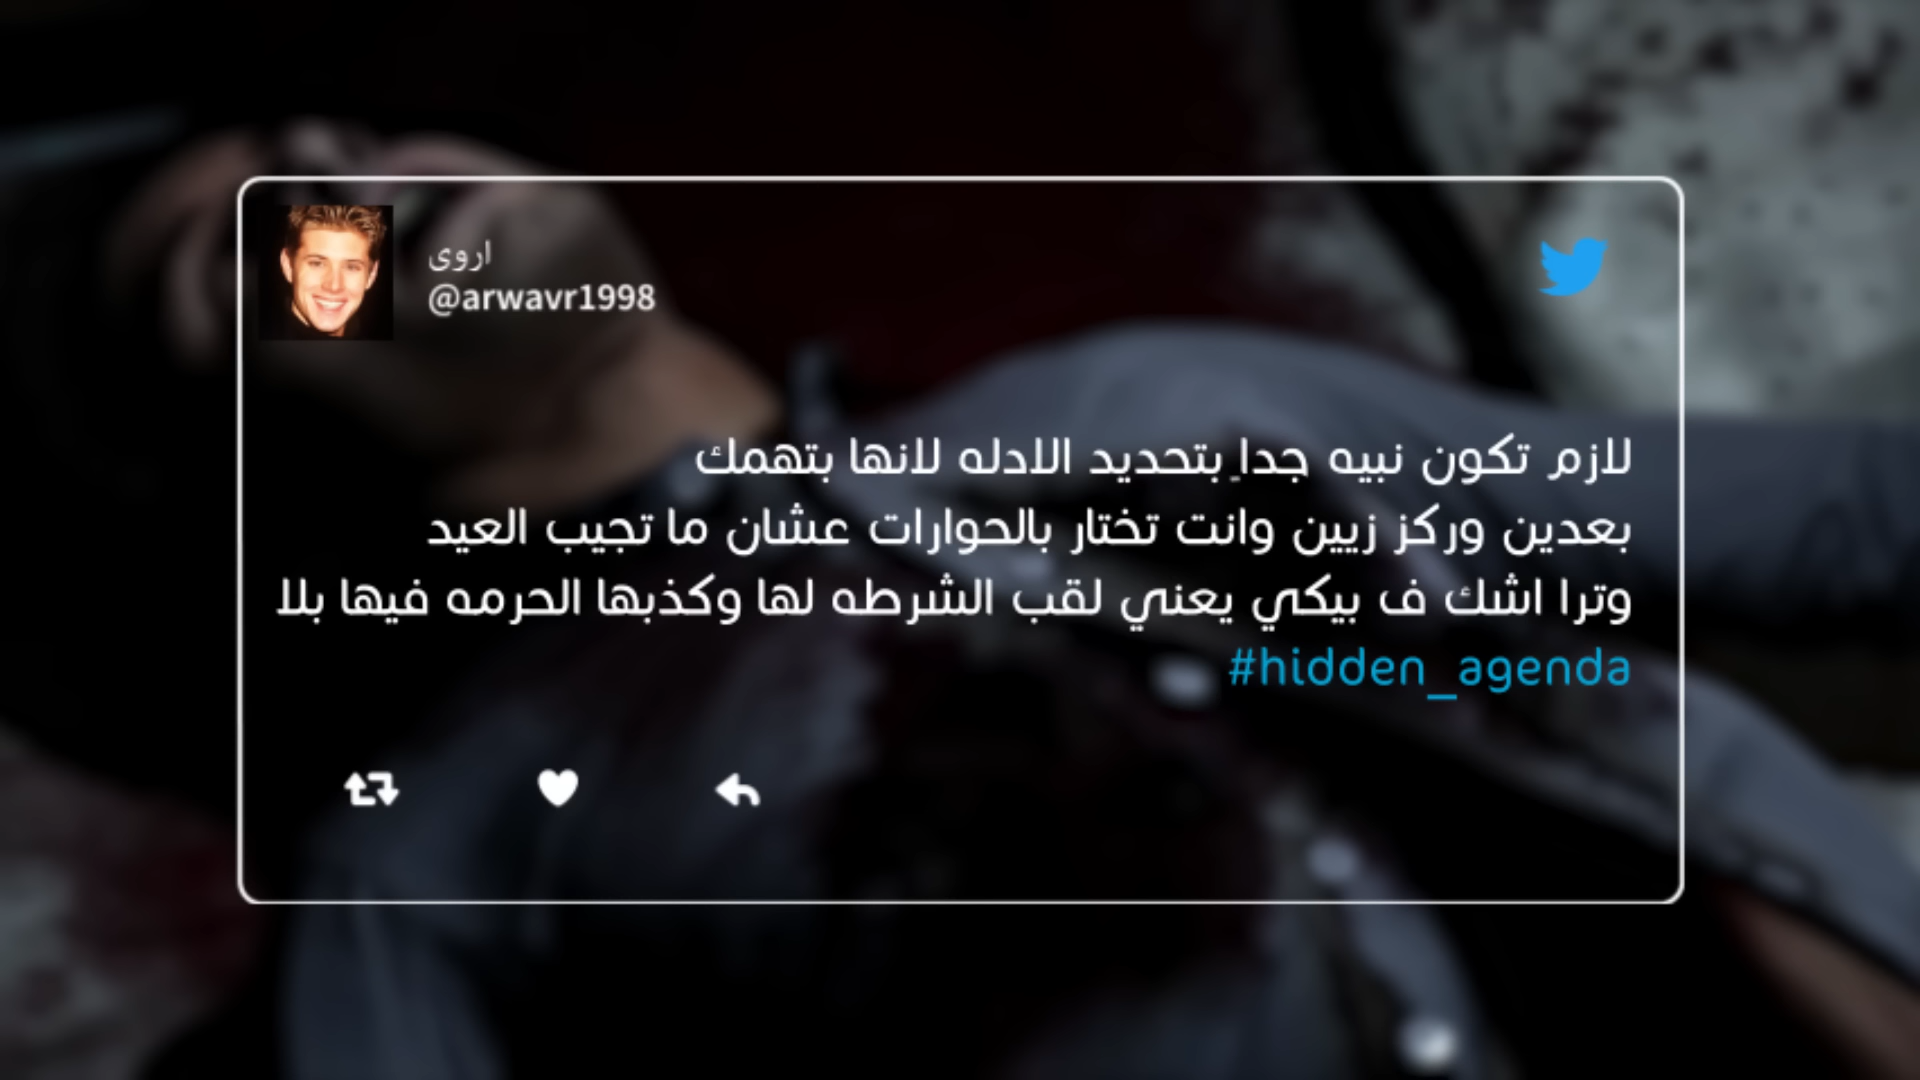 اروى
@arwavr1998
لازم تكون نبيه جداِ بتحديد الادله لانها بتهمك
بعدين وركز زيين وانت تختار بالحوارات عشان ما تجيب العيد
وترا اشك ف بيكي يعني لقب الشرطه لها وكذبها الحرمه فيها بلا
#hidden_agenda